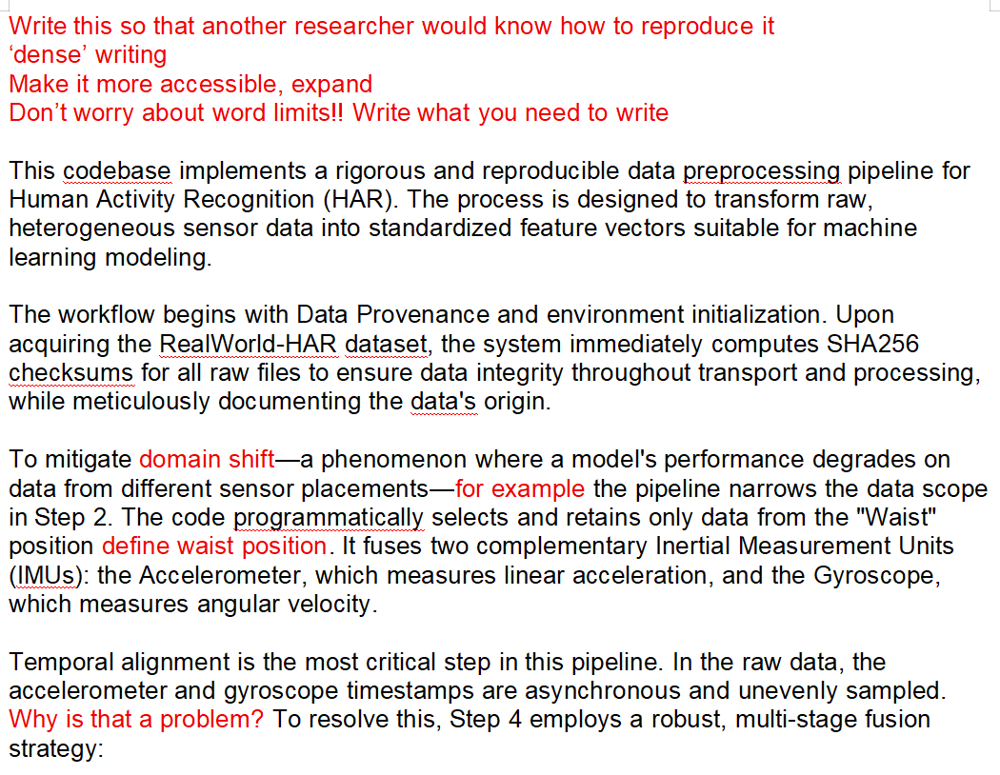 Write this so that another researcher would know how to reproduce it
‘dense’ writing
Make it more accessible, expand
Don’t worry about word limits!! Write what you need to write
This codebase implements a rigorous and reproducible data preprocessing pipeline for
Human Activity Recognition (HAR). The process is designed to transform raw,
heterogeneous sensor data into standardized feature vectors suitable for machine
learning modeling.
The workflow begins with Data Provenance and environment initialization. Upon
acquiring the RealWorld-HAR dataset, the system immediately computes SHA256
checksums for all raw files to ensure data integrity throughout transport and processing,
while meticulously documenting the data's origin.
To mitigate domain shift—a phenomenon where a model's performance degrades on
data from different sensor placements—for example the pipeline narrows the data scope
in Step 2. The code programmatically selects and retains only data from the "Waist"
position define waist position. It fuses two complementary Inertial Measurement Units
(IMUs): the Accelerometer, which measures linear acceleration, and the Gyroscope,
which measures angular velocity.
Temporal alignment is the most critical step in this pipeline. In the raw data, the
accelerometer and gyroscope timestamps are asynchronous and unevenly sampled.
Why is that a problem? To resolve this, Step 4 employs a robust, multi-stage fusion
strategy: